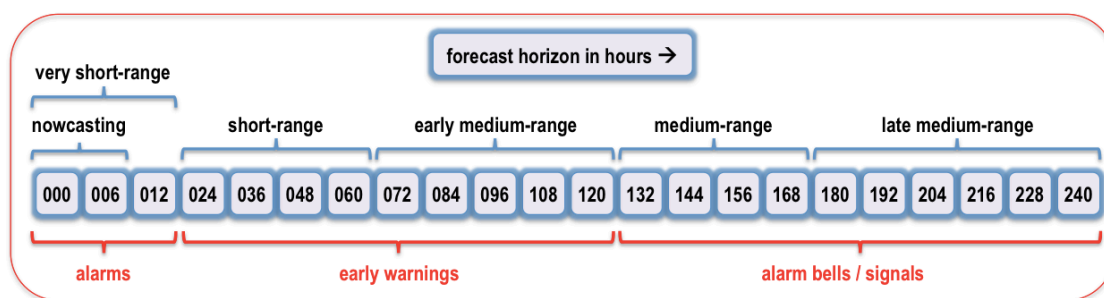 forecast horizon in hours →
very short-range
nowcasting
short-range
early medium-range
medium-range
late medium-range
000 006 012 024 036 048 060 072 084 096 108 120 132 144 156 168 180 192 204 216 228 240
alarms
early warnings
alarm bells / signals